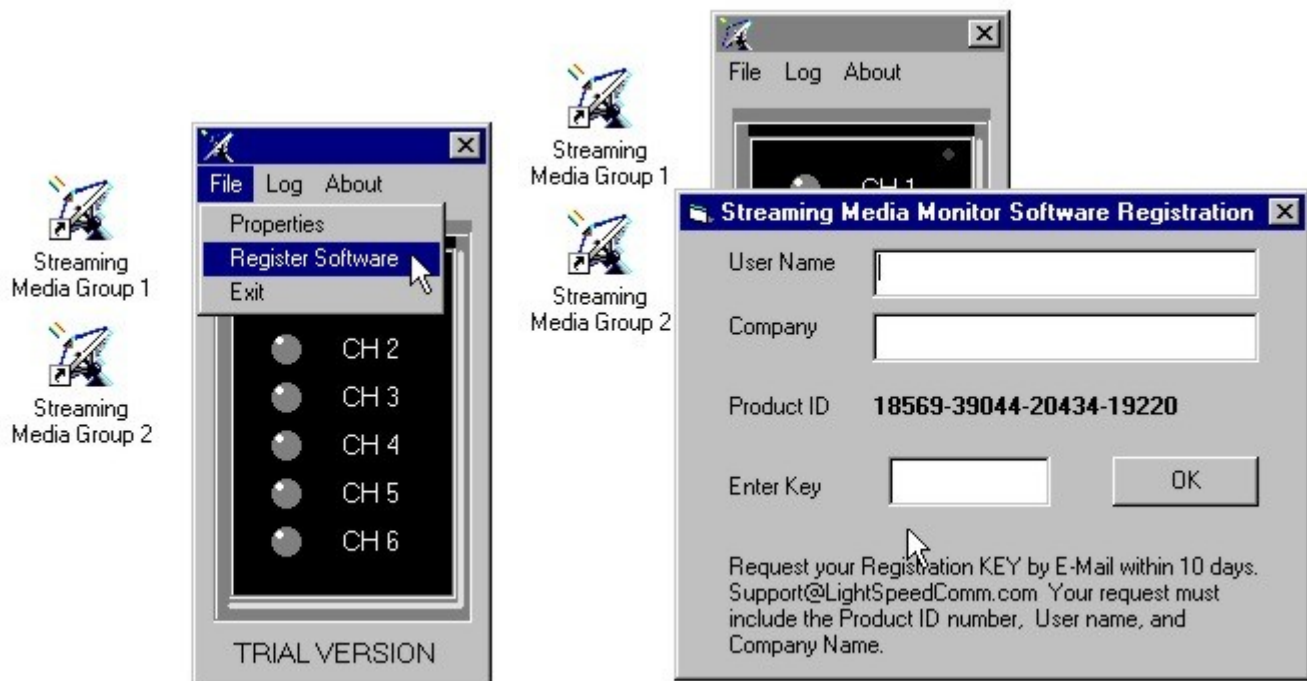 Streaming
Media Group 1
Streaming
Media Group 2
File Log About
Properties
Register Software
Exit
CH 2
CH 3
CH 4
CH 5
CH 6
TRIAL VERSION
Streaming
Media Group 1
Streaming
Media Group 2
File Log About
CH 1
Streaming Media Monitor Software Registration
User Name
Company
Product ID 18569-39044-20434-19220
Enter Key
OK
Request your Registration KEY by E-Mail within 10 days.
Support@LightSpeedComm.com Your request must
include the Product ID number, User name, and
Company Name.